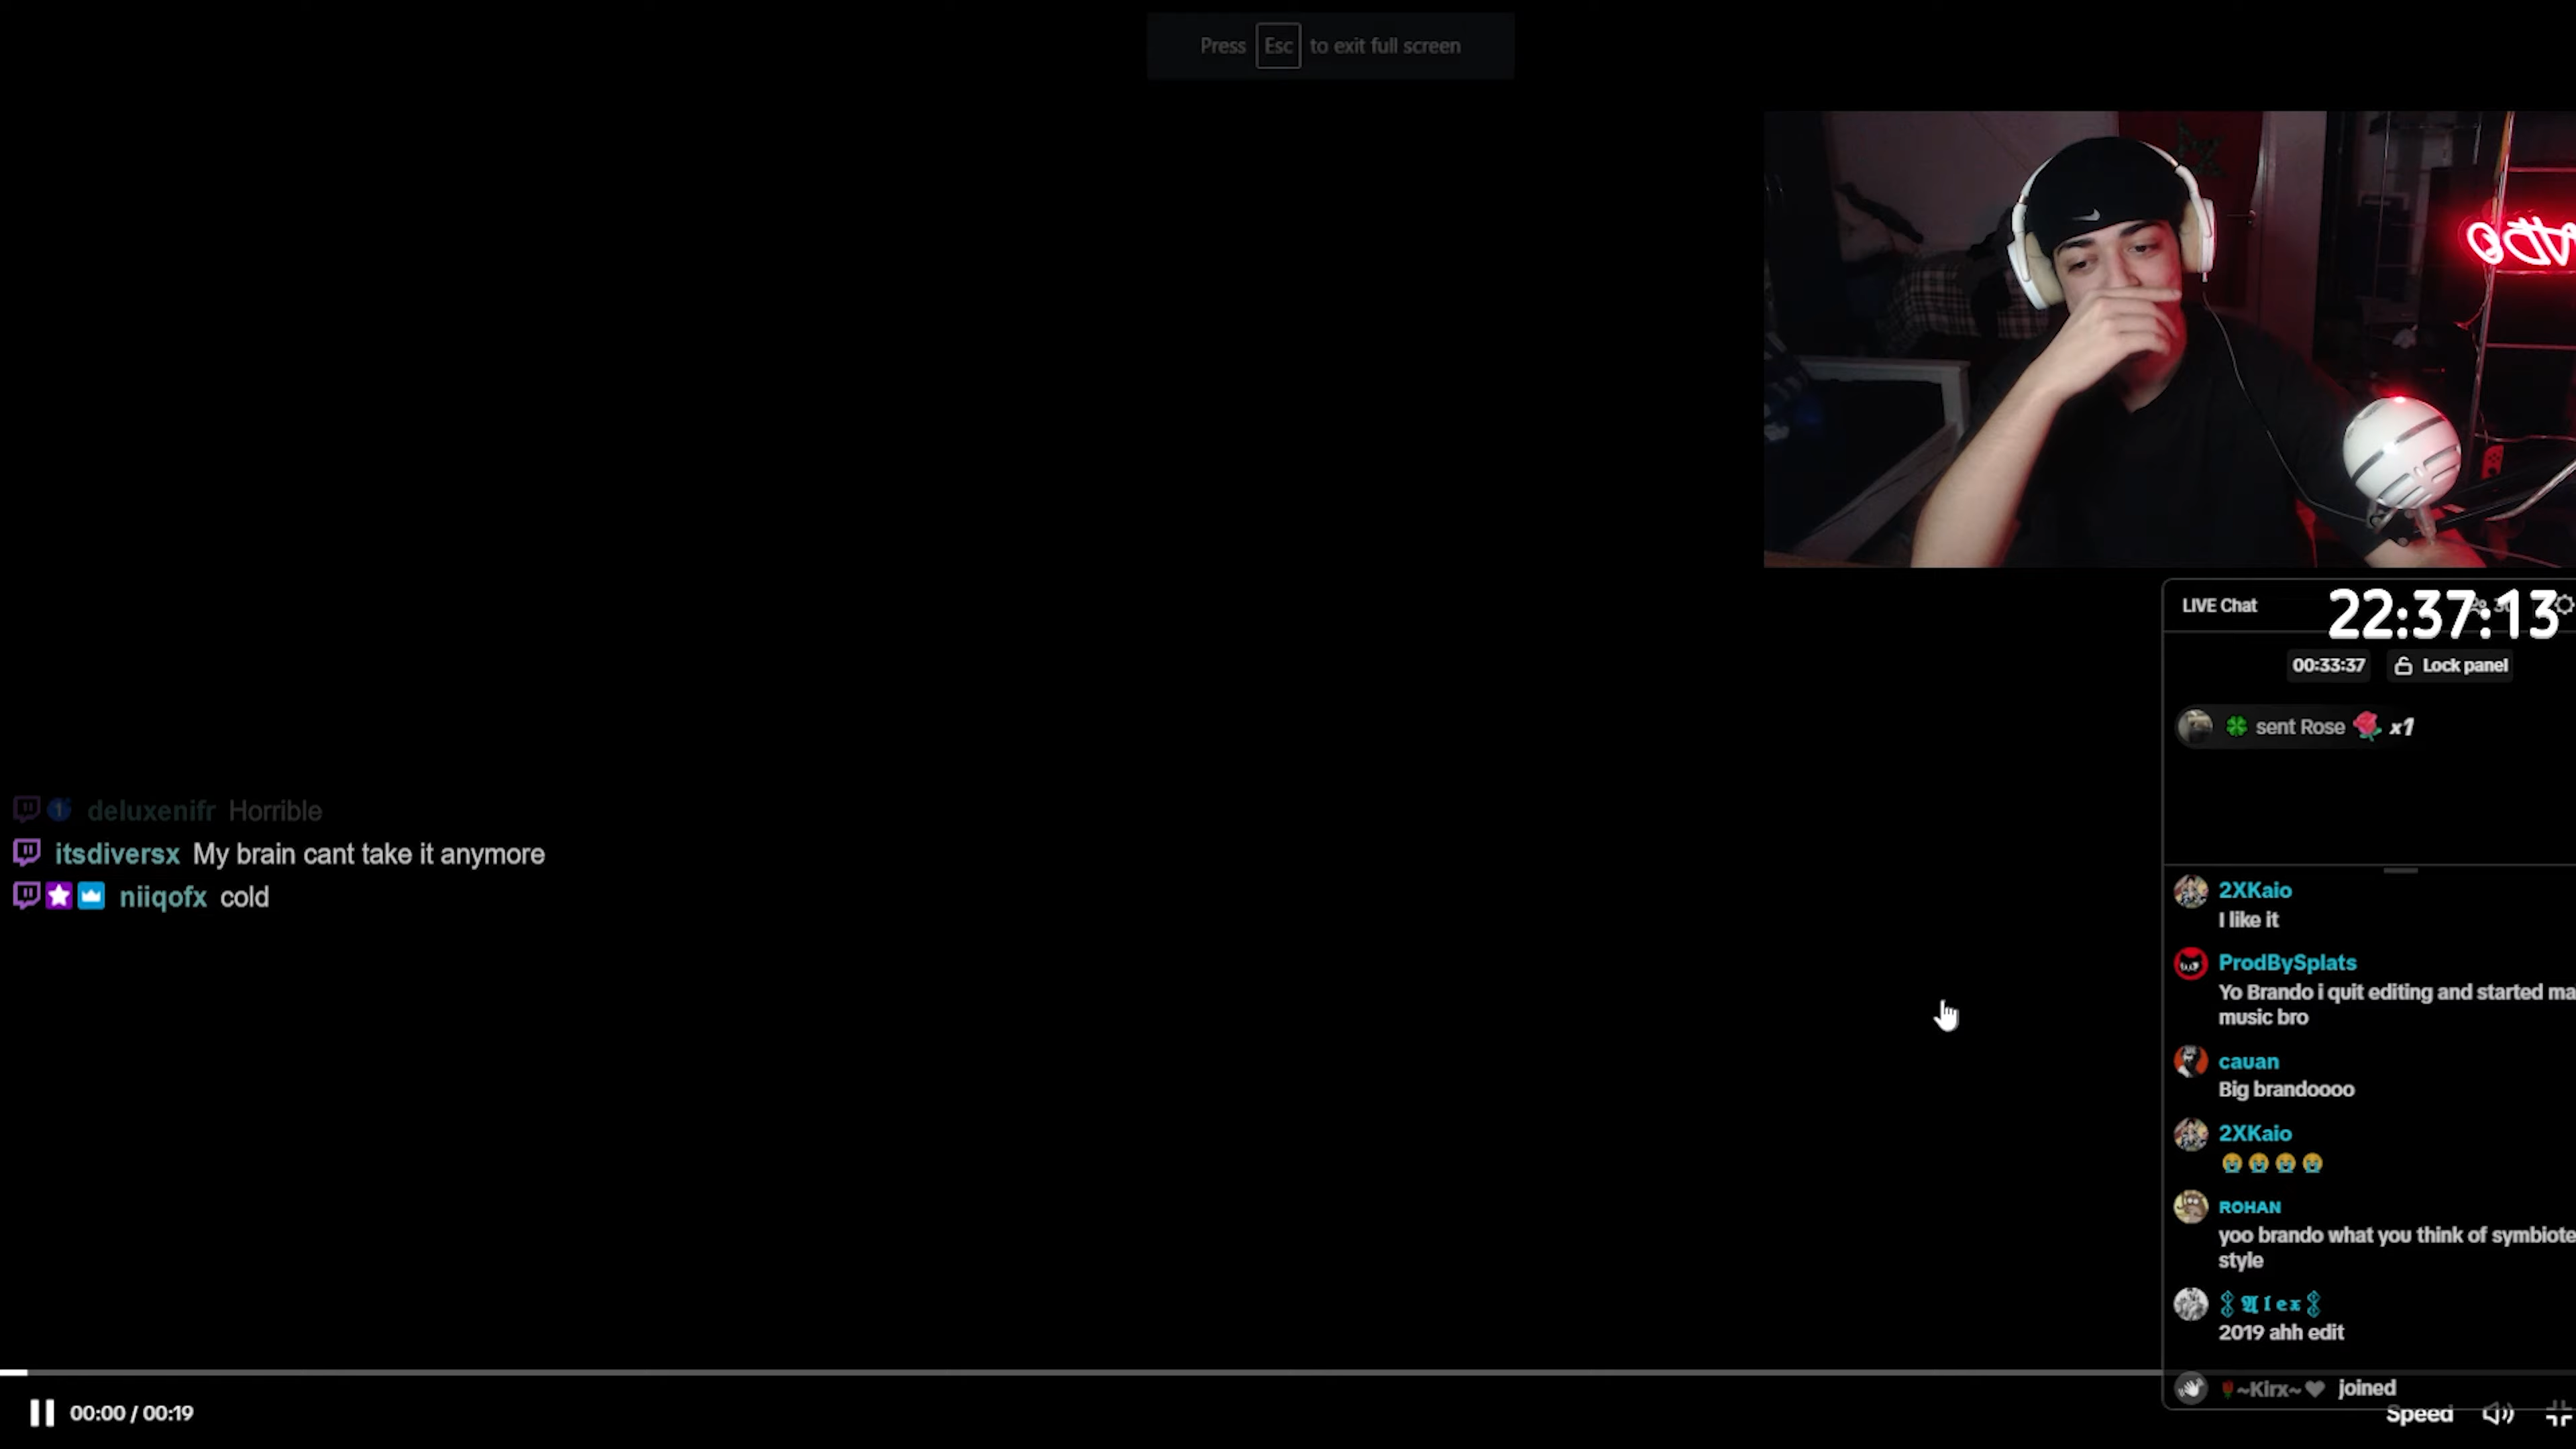 Press Esc to exit full screen
LIVE Chat
22:37:13
00:33:37 Lock panel
🍀 sent Rose 🌹 x1
1 deluxenifr Horrible
itsdiversx My brain cant take it anymore
niiqofx cold
2XKaio
I like it
ProdBySplats
Yo Brando i quit editing and started ma
music bro
cauan
Big brandoooo
2XKaio
😭😭😭😭
ROHAN
yoo brando what you think of symbiote
style
𝕬𝖑𝖊𝖝
2019 ahh edit
🌹~Kirx~🖤 joined
00:00 / 00:19
Speed